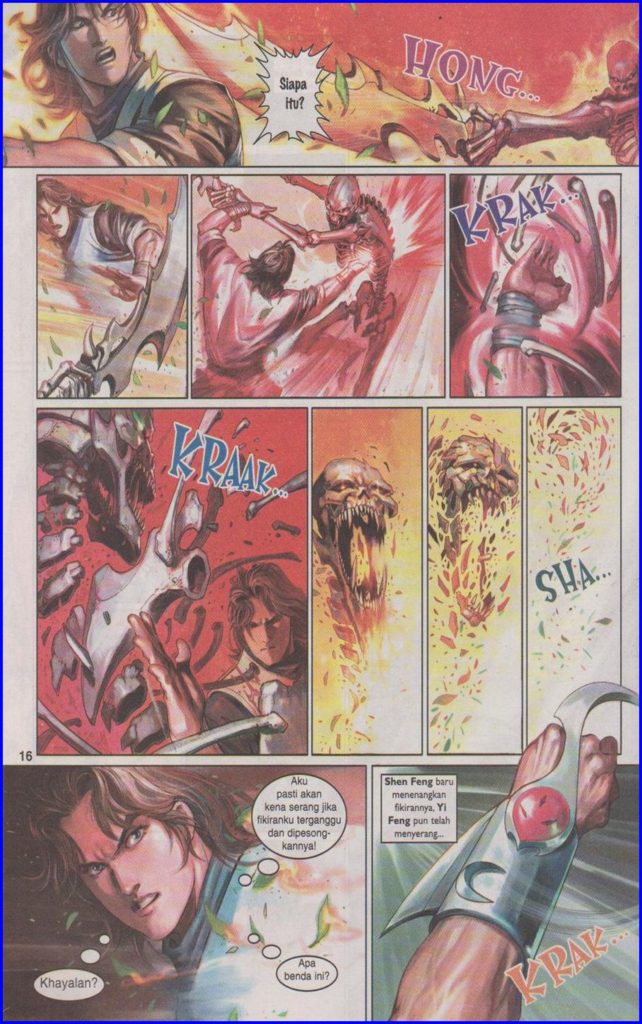 Siapa
itu?
HONG...
KRAK...
KRAAK...
SHA...
16
Aku
pasti akan
kena serang jika
fikiranku terganggu
dan dipesong-
kannya!
Khayalan?
Apa
benda ini?
Shen Feng baru
menenangkan
fikirannya, Yi
Feng pun telah
menyerang...
KRAK...